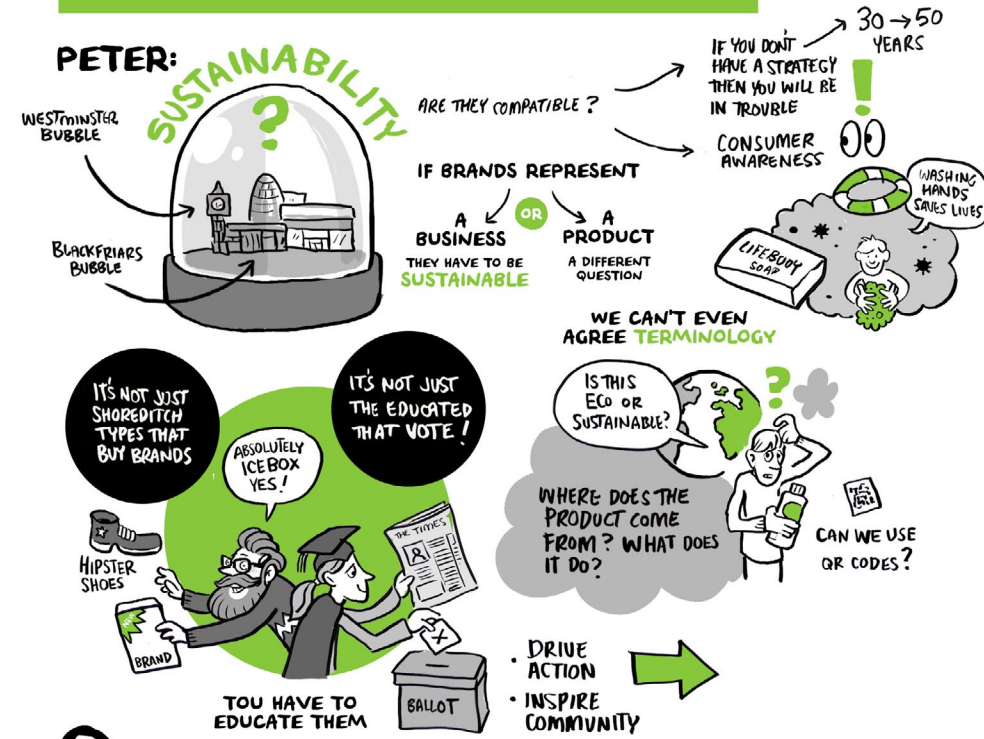 PETER:
SUSTAINABILITY
?
WESTMINSTER
BUBBLE
BLACKFRIARS
BUBBLE
ARE THEY COMPATIBLE?
IF YOU DON'T
HAVE A STRATEGY
THEN YOU WILL BE
IN TROUBLE
30→50
YEARS
!
CONSUMER
AWARENESS
IF BRANDS REPRESENT
A
BUSINESS
THEY HAVE TO BE
SUSTAINABLE
OR
A
PRODUCT
A DIFFERENT
QUESTION
WASHING
HANDS
SAVES LIVES
LIFEBUOY
SOAP
WE CAN'T EVEN
AGREE TERMINOLOGY
IS THIS
ECO OR
SUSTAINABLE?
?
WHERE DOES THE
PRODUCT COME
FROM? WHAT DOES
IT DO?
CAN WE USE
QR CODES?
IT'S NOT JUST
SHOREDITCH
TYPES THAT
BUY BRANDS
IT'S NOT JUST
THE EDUCATED
THAT VOTE!
ABSOLUTELY
ICEBOX
YES!
HIPSTER
SHOES
THE TIMES
BRAND
X
BALLOT
TOU HAVE TO
EDUCATE THEM
• DRIVE
ACTION
• INSPIRE
COMMUNITY